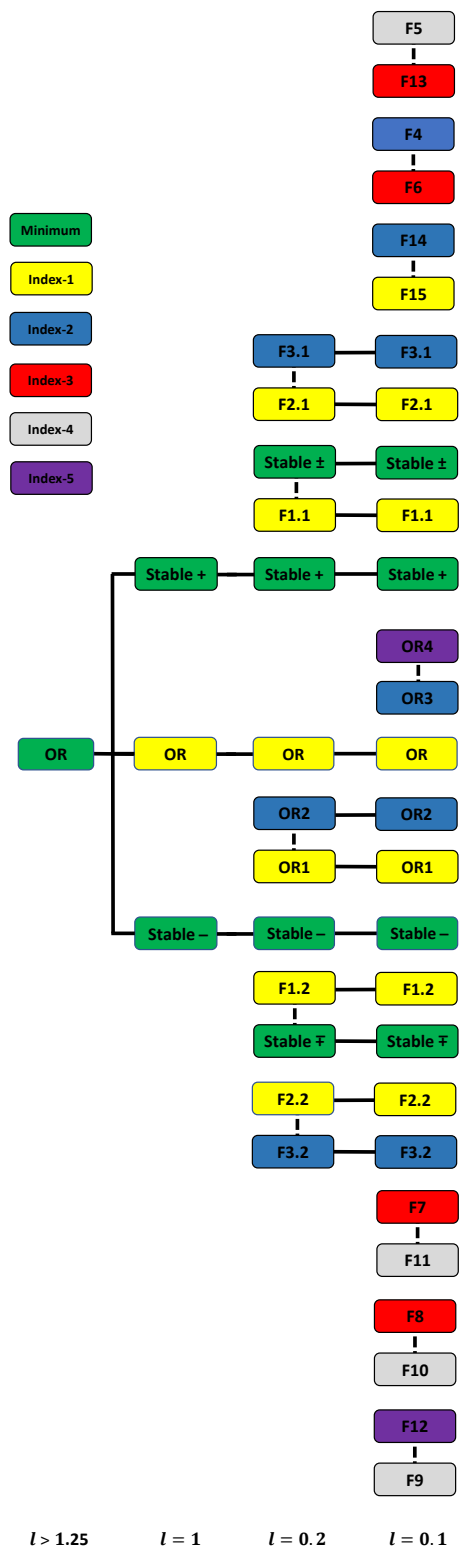 F5
F13
F4
F6
F14
F15
Minimum
Index-1
Index-2
Index-3
Index-4
Index-5
F3.1 F3.1
F2.1 F2.1
Stable ± Stable ±
F1.1 F1.1
Stable + Stable + Stable +
OR4
OR3
OR OR OR OR
OR2 OR2
OR1 OR1
Stable – Stable – Stable –
F1.2 F1.2
Stable ∓ Stable ∓
F2.2 F2.2
F3.2 F3.2
F7
F11
F8
F10
F12
F9
l > 1.25 l = 1 l = 0.2 l = 0.1